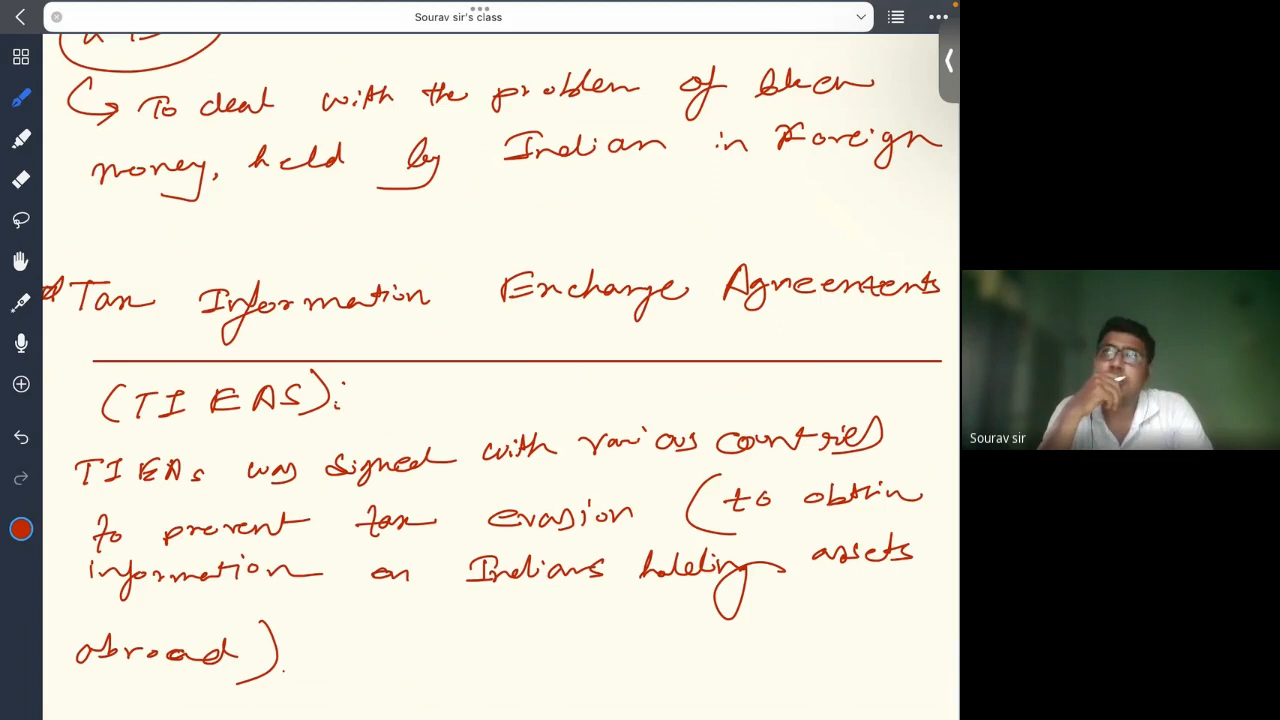 Sourav sir's class
To deal with the problem of
money, held by Indian in Foreign
Tax Information Exchange Agreements
(TIEAS):
TIEAs was signed with various countries
to prevent tax evasion (to obtain
information on Indians holding assets
abroad).
Sourav sir